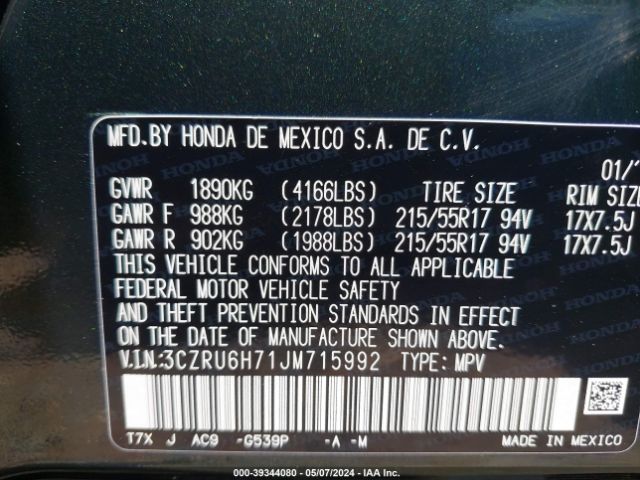 MFD.BY HONDA DE MEXICO S.A. DE C.V.
01/
GVWR 1890KG (4166LBS) TIRE SIZE RIM SIZE
GAWR F 988KG (2178LBS) 215/55R17 94V 17X7.5J
GAWR R 902KG (1988LBS) 215/55R17 94V 17X7.5J
THIS VEHICLE CONFORMS TO ALL APPLICABLE
FEDERAL MOTOR VEHICLE SAFETY
AND THEFT PREVENTION STANDARDS IN EFFECT
ON THE DATE OF MANUFACTURE SHOWN ABOVE.
V.I.N:3CZRU6H71JM715992 TYPE: MPV
T7X J AC9 -G539P -A -M MADE IN MEXICO
000-39344080 - 05/07/2024 - IAA Inc.